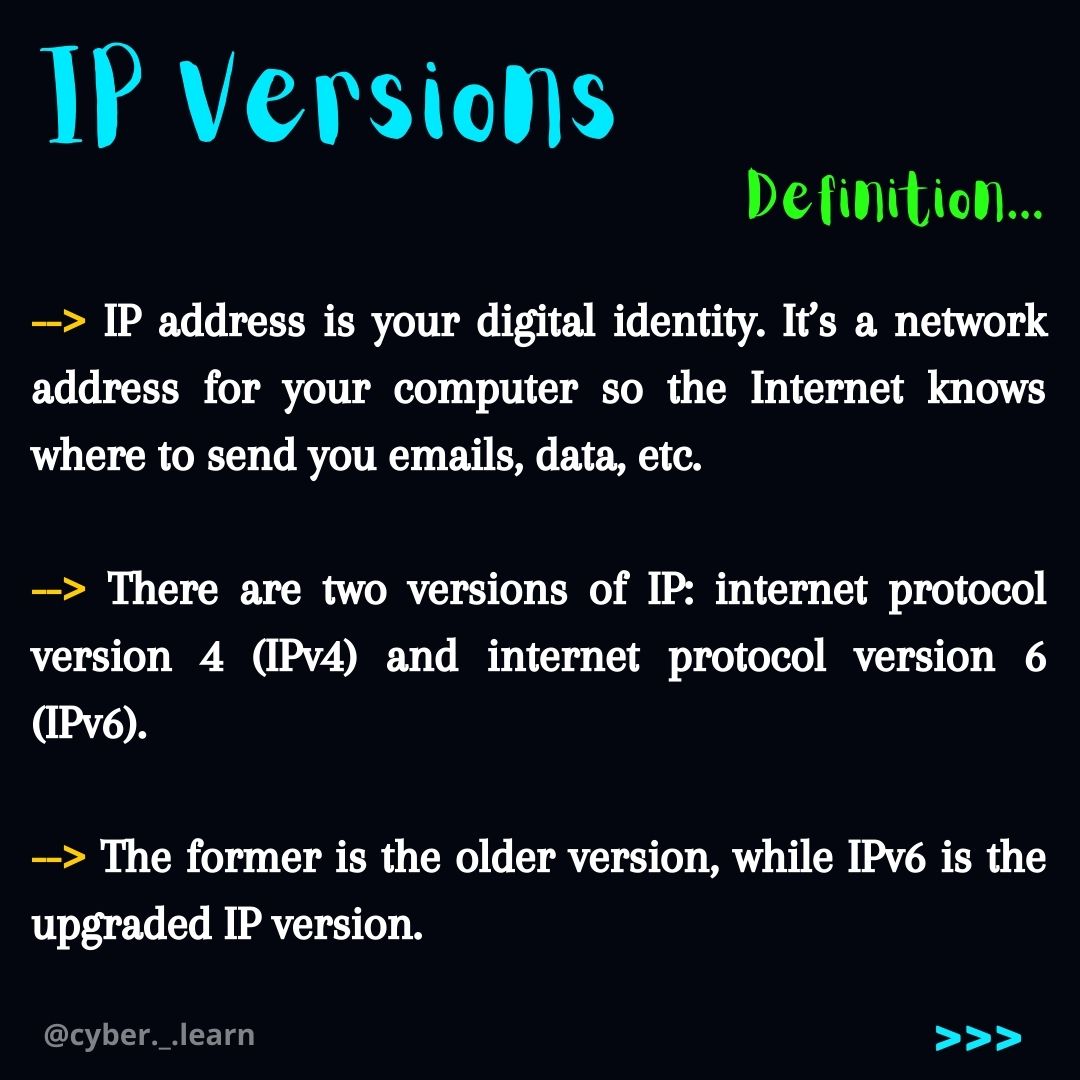 IP Versions
Definition...
--> IP address is your digital identity. It’s a network
address for your computer so the Internet knows
where to send you emails, data, etc.
--> There are two versions of IP: internet protocol
version 4 (IPv4) and internet protocol version 6
(IPv6).
--> The former is the older version, while IPv6 is the
upgraded IP version.
@cyber._.learn
>>>